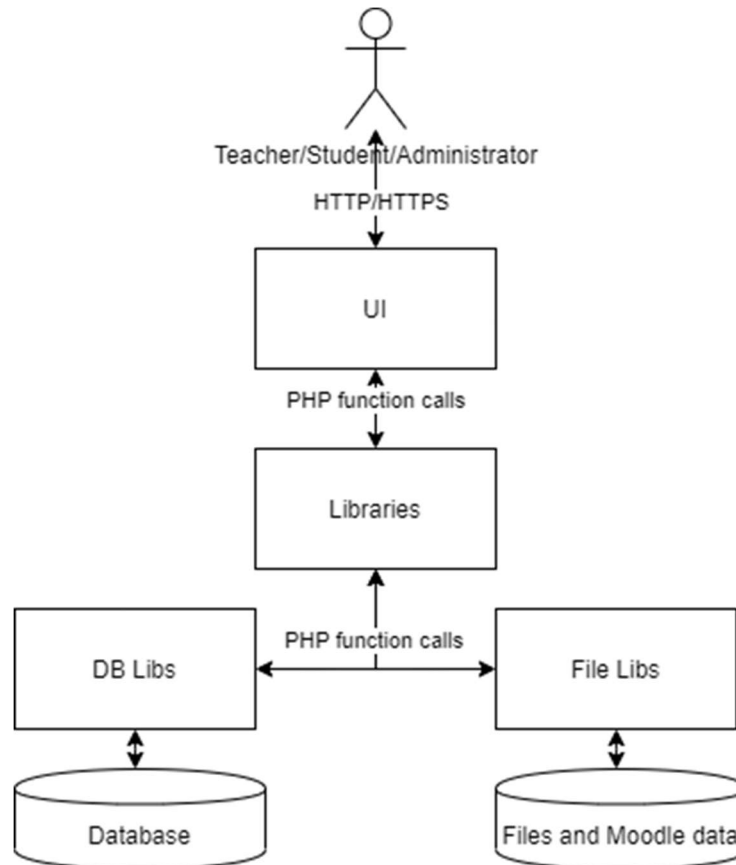 Teacher/Student/Administrator
HTTP/HTTPS
UI
PHP function calls
Libraries
PHP function calls
DB Libs
File Libs
Database
Files and Moodle data